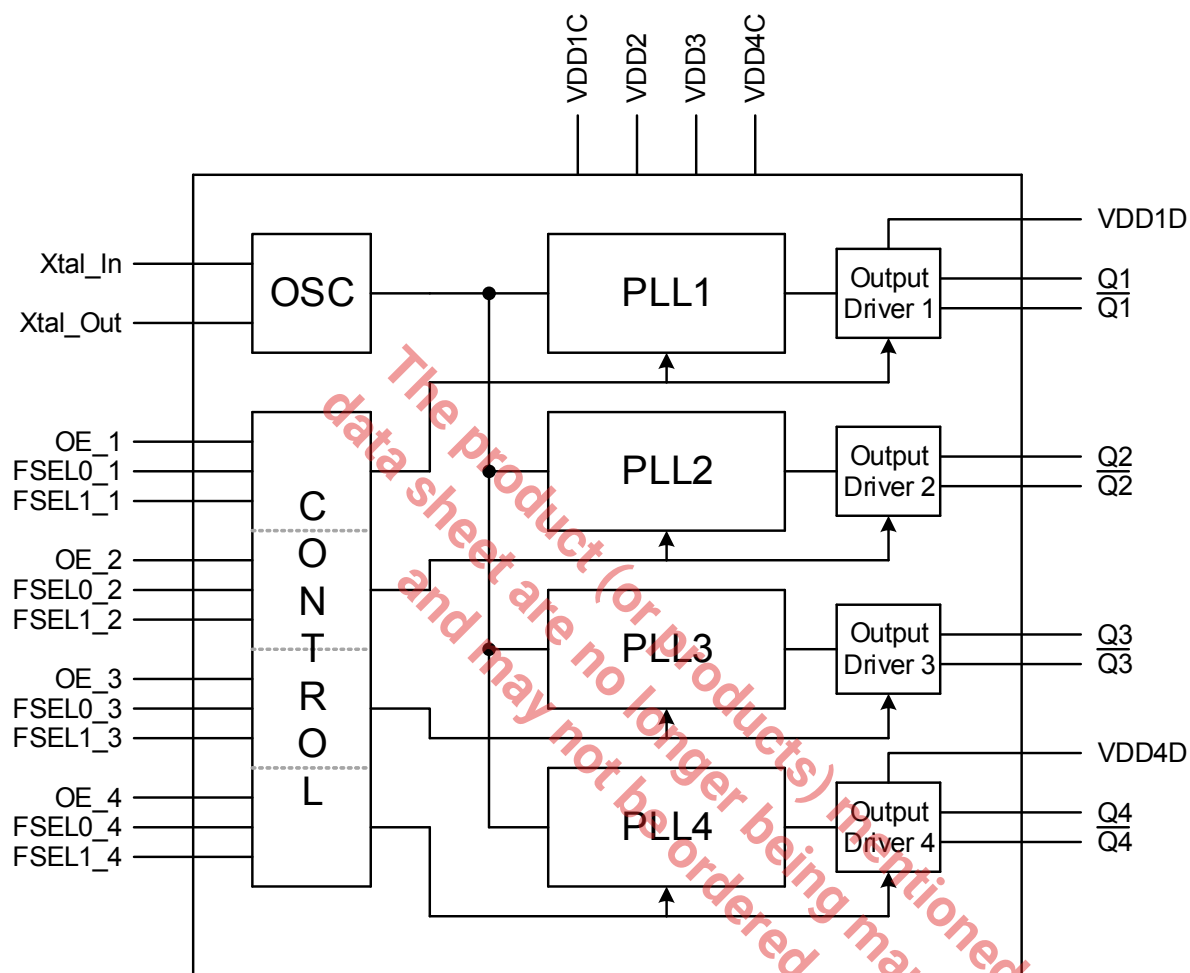 VDD1C
VDD2
VDD3
VDD4C
VDD1D
Xtal_In
OSC
PLL1
Output
Driver 1
Q1
Q1
Xtal_Out
OE_1
FSEL0_1
FSEL1_1
PLL2
Output
Driver 2
Q2
Q2
CONTROL
OE_2
FSEL0_2
FSEL1_2
PLL3
Output
Driver 3
Q3
Q3
OE_3
FSEL0_3
FSEL1_3
VDD4D
OE_4
FSEL0_4
FSEL1_4
PLL4
Output
Driver 4
Q4
Q4
The product (or products) mentioned
data sheet are no longer being
and may not be ordered